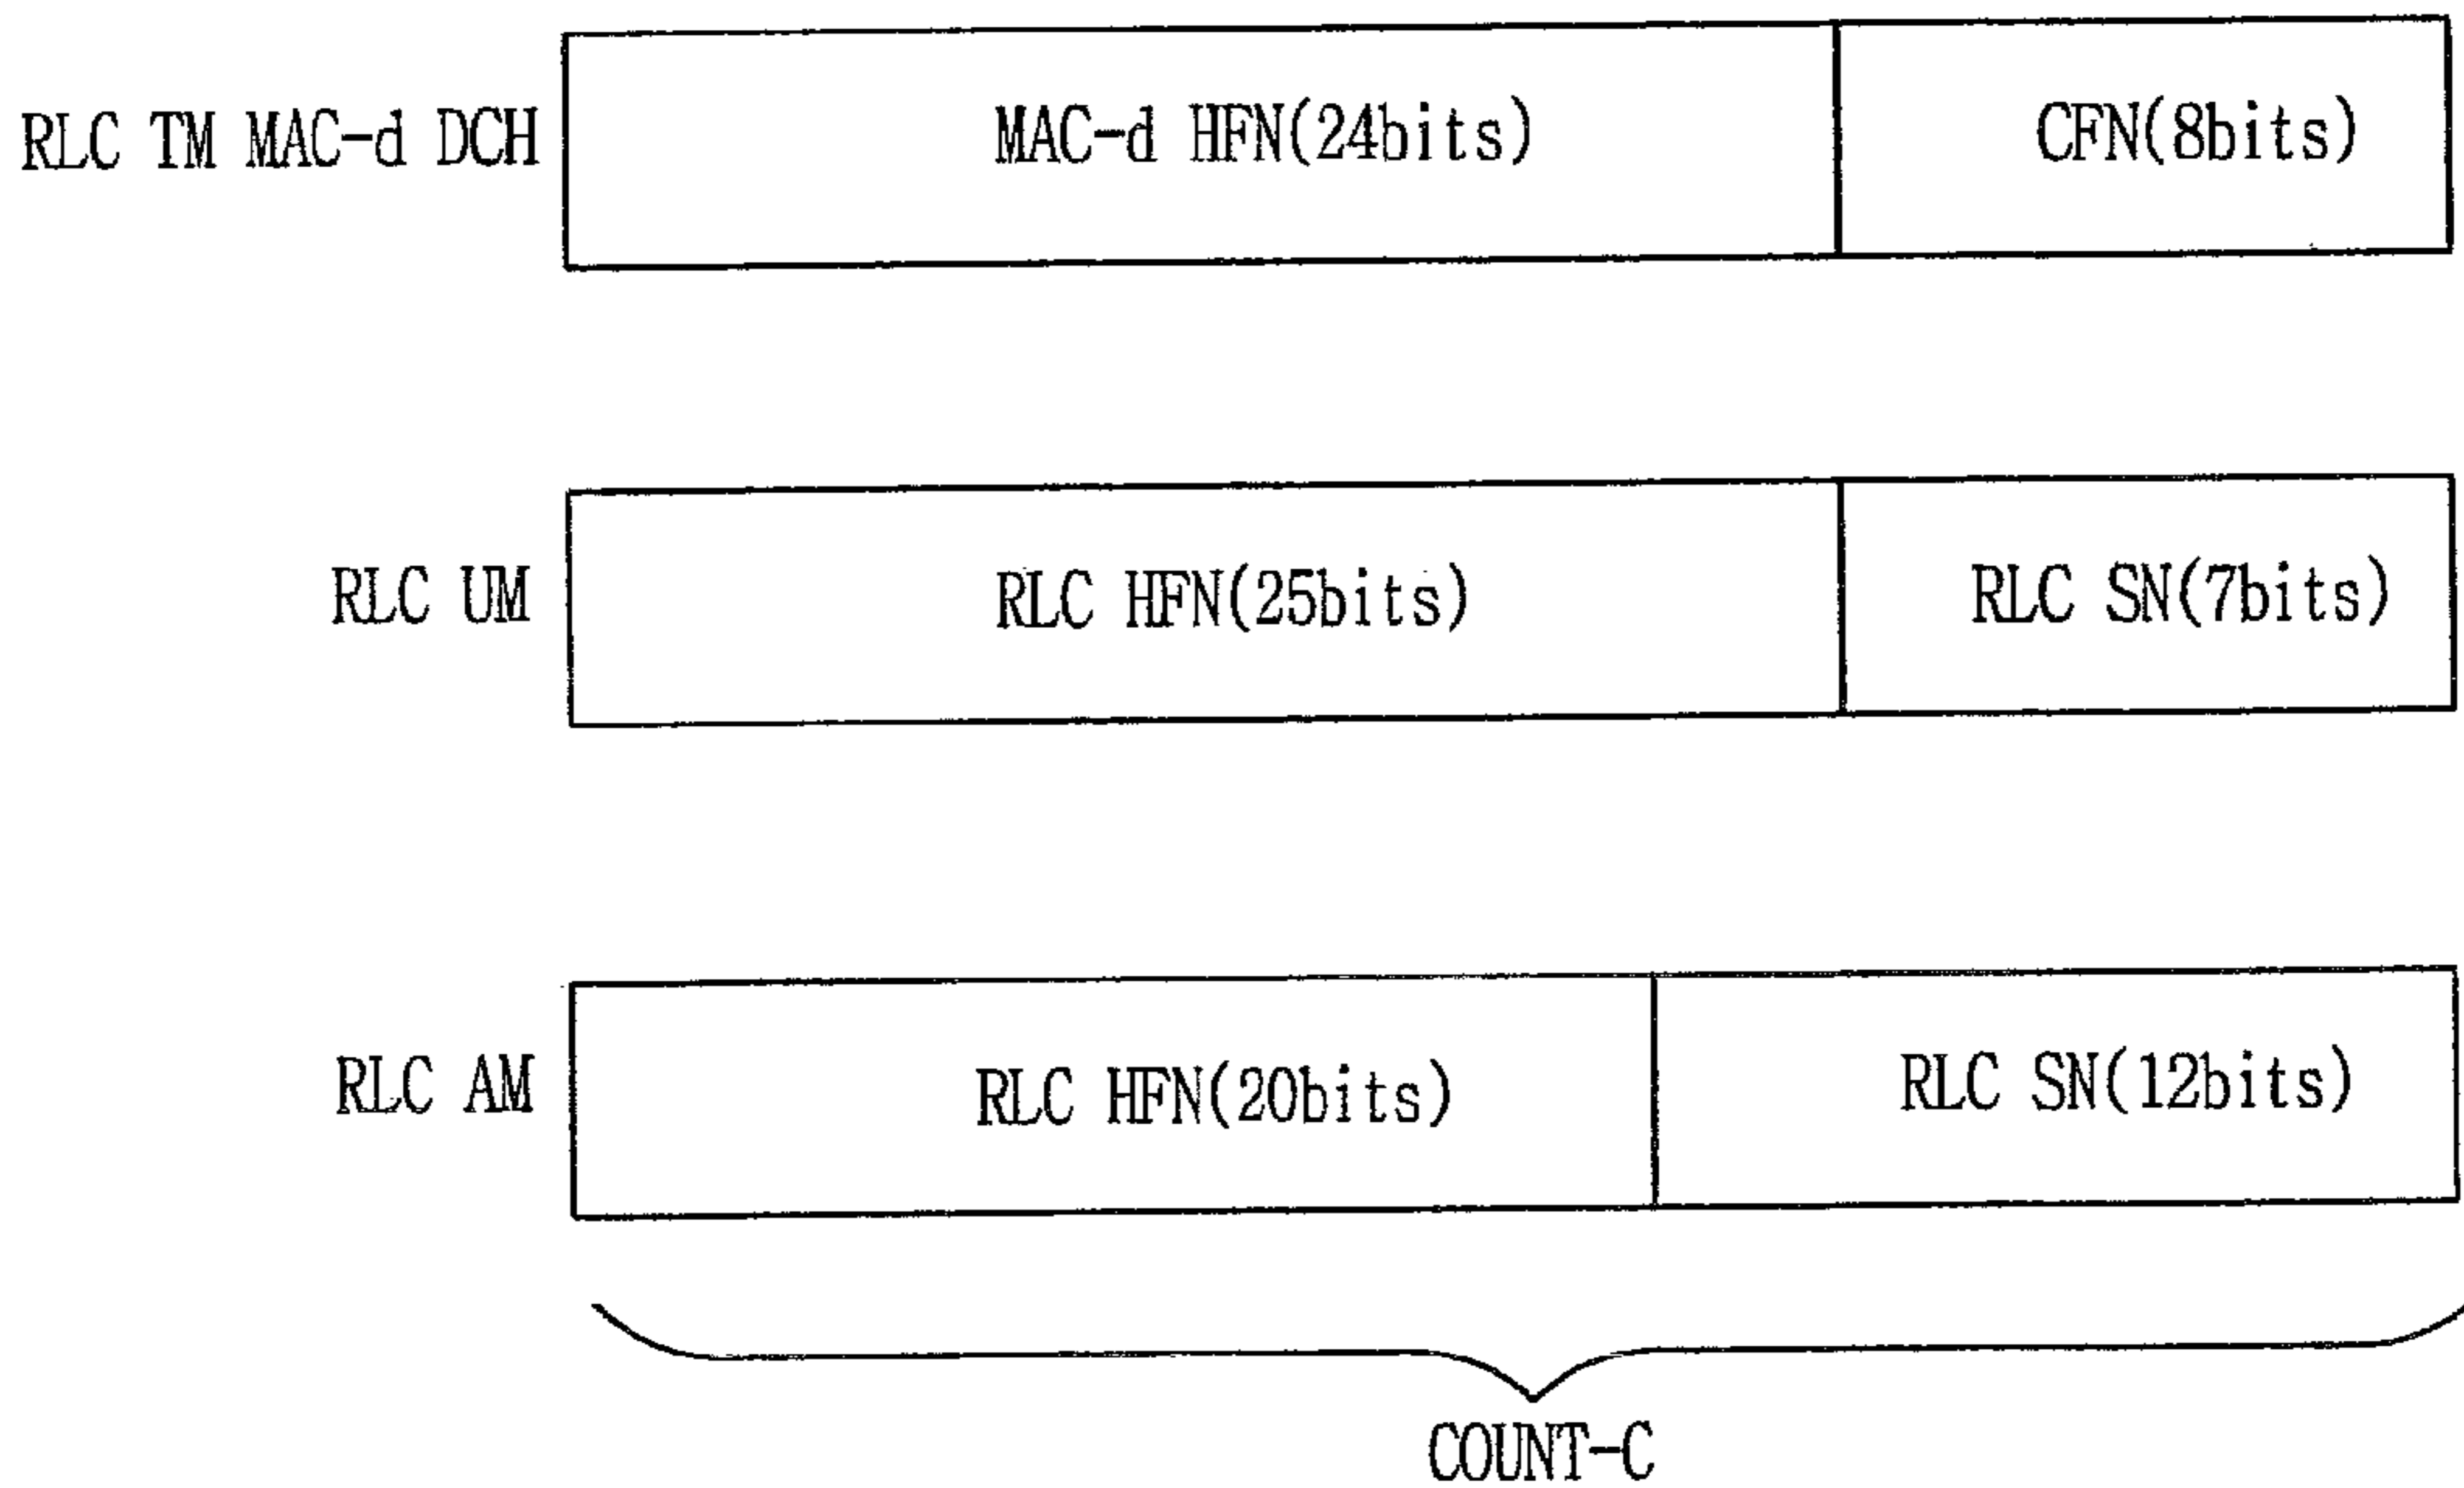 RLC TM MAC-d DCH MAC-d HFN(24bits) CFN(8bits)
RLC UM RLC HFN(25bits) RLC SN(7bits)
RLC AM RLC HFN(20bits) RLC SN(12bits)
COUNT-C